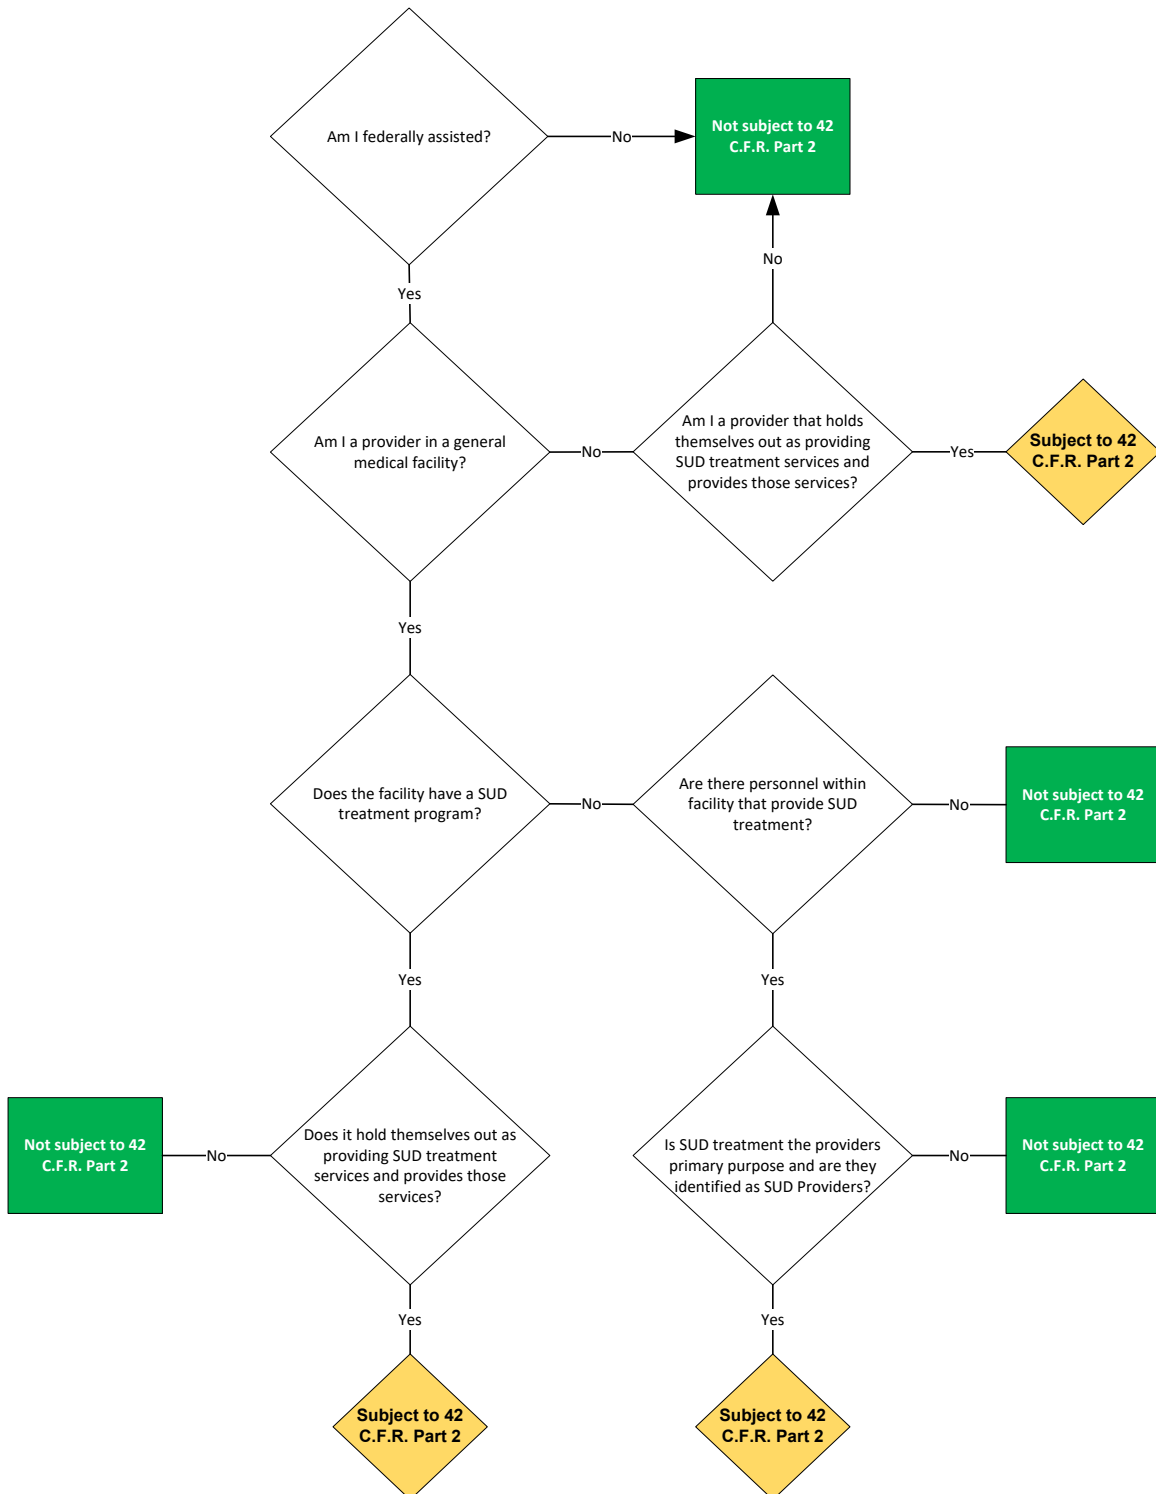 Am I federally assisted?
No
Not subject to 42
C.F.R. Part 2
Yes
No
Am I a provider in a general
medical facility?
No
Am I a provider that holds
themselves out as providing
SUD treatment services and
provides those services?
Yes
Subject to 42
C.F.R. Part 2
Yes
Does the facility have a SUD
treatment program?
No
Are there personnel within
facility that provide SUD
treatment?
No
Not subject to 42
C.F.R. Part 2
Yes
Yes
Not subject to 42
C.F.R. Part 2
No
Does it hold themselves out as
providing SUD treatment
services and provides those
services?
Is SUD treatment the providers
primary purpose and are they
identified as SUD Providers?
No
Not subject to 42
C.F.R. Part 2
Yes
Yes
Subject to 42
C.F.R. Part 2
Subject to 42
C.F.R. Part 2